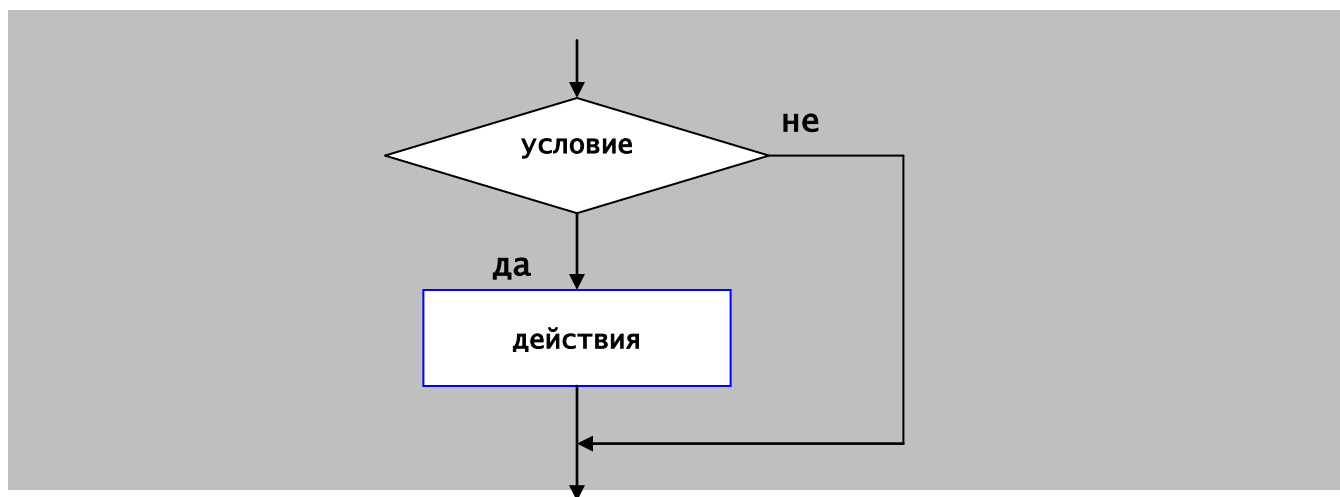 условие
не
да
действия